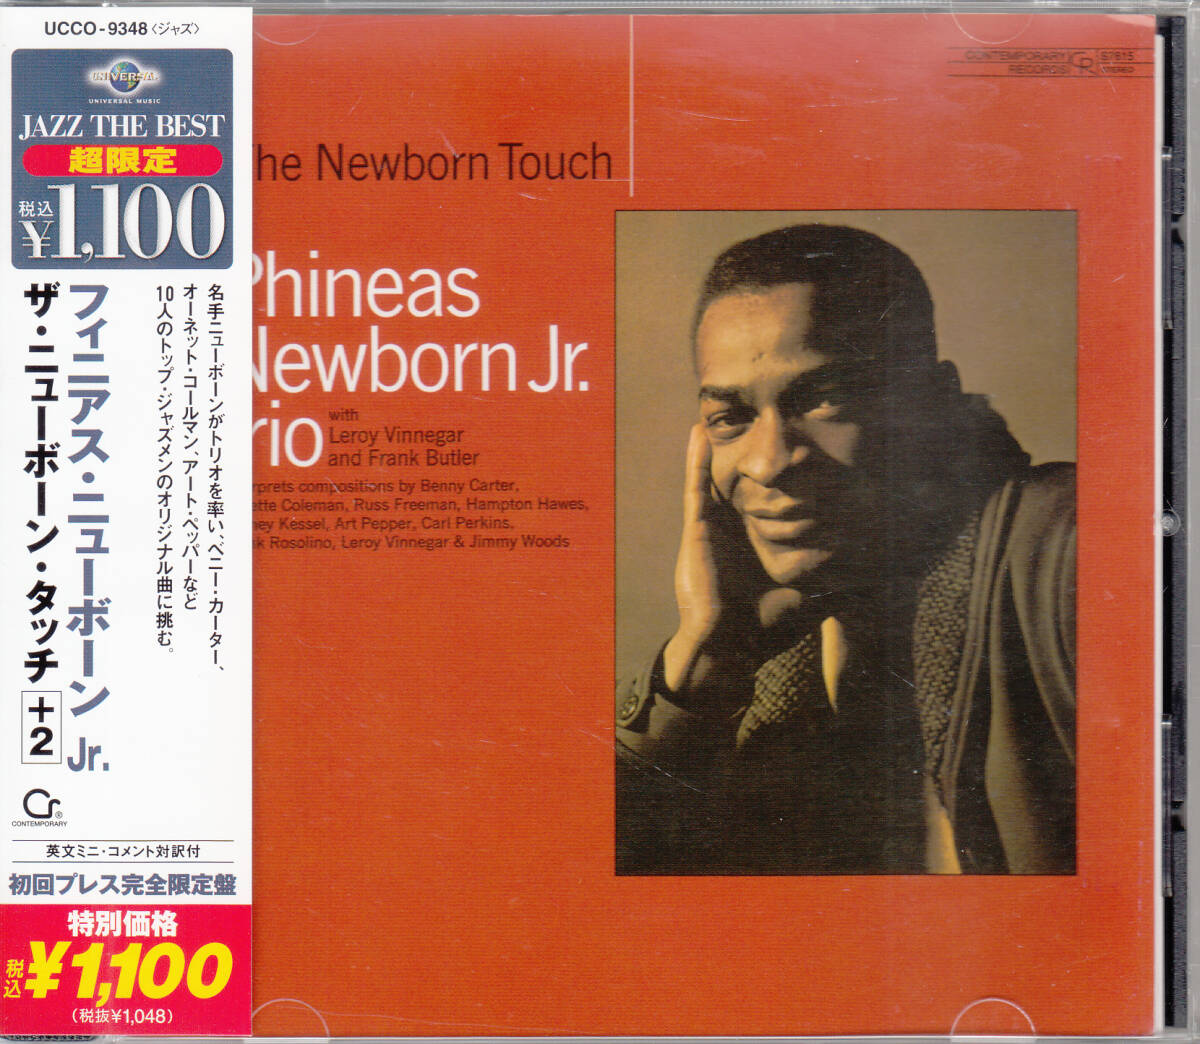 UCCO-9348〈ジャズ〉
UNIVERSAL
UNIVERSAL MUSIC
JAZZ THE BEST
超限定
税込
¥1,100
名手ニューボーンがトリオを率い、ベニー・カーター、
オーネット・コールマン、アート・ペッパーなど
10人のトップ・ジャズメンのオリジナル曲に挑む。
フィニアス・ニューボーン Jr.
ザ・ニューボーン・タッチ +2
CONTEMPORARY
英文ミニ・コメント対訳付
初回プレス完全限定盤
特別価格
税込 ¥1,100
(税抜¥1,048)
CONTEMPORARY
RECORDS
CR
S7615
STEREO
he Newborn Touch
Phineas
Newborn Jr.
rio
with
Leroy Vinnegar
and Frank Butler
rprets compositions by Benny Carter,
ette Coleman, Russ Freeman, Hampton Hawes,
ney Kessel, Art Pepper, Carl Perkins,
k Rosolino, Leroy Vinnegar & Jimmy Woods